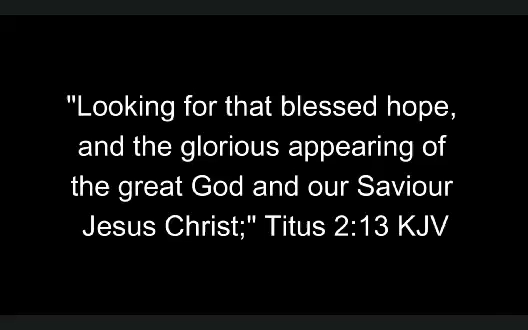 "Looking for that blessed hope,
and the glorious appearing of
the great God and our Saviour
Jesus Christ;" Titus 2:13 KJV